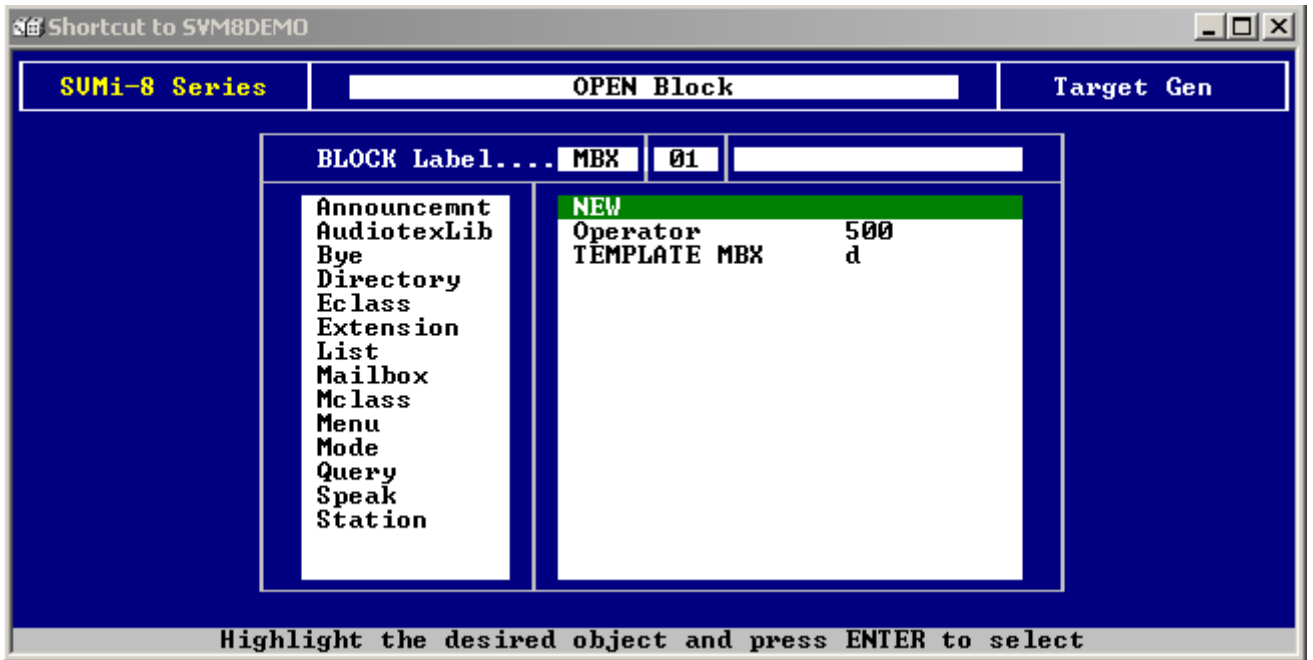 Shortcut to SVM8DEMO
SVMi-8 Series OPEN Block Target Gen
BLOCK Label.... MBX 01
Announcemnt
AudiotexLib
Bye
Directory
Eclass
Extension
List
Mailbox
Mclass
Menu
Mode
Query
Speak
Station
NEW
Operator 500
TEMPLATE MBX d
Highlight the desired object and press ENTER to select